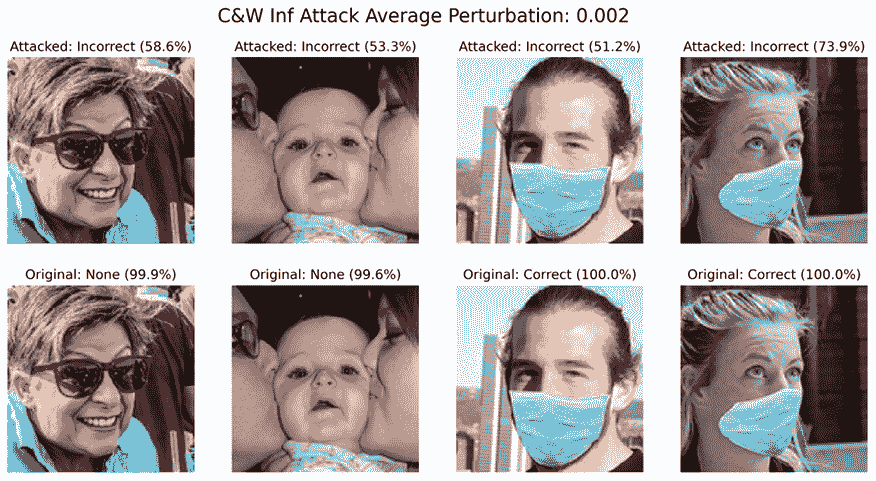 C&W Inf Attack Average Perturbation: 0.002
Attacked: Incorrect (58.6%)
Attacked: Incorrect (53.3%)
Attacked: Incorrect (51.2%)
Attacked: Incorrect (73.9%)
Original: None (99.9%)
Original: None (99.6%)
Original: Correct (100.0%)
Original: Correct (100.0%)